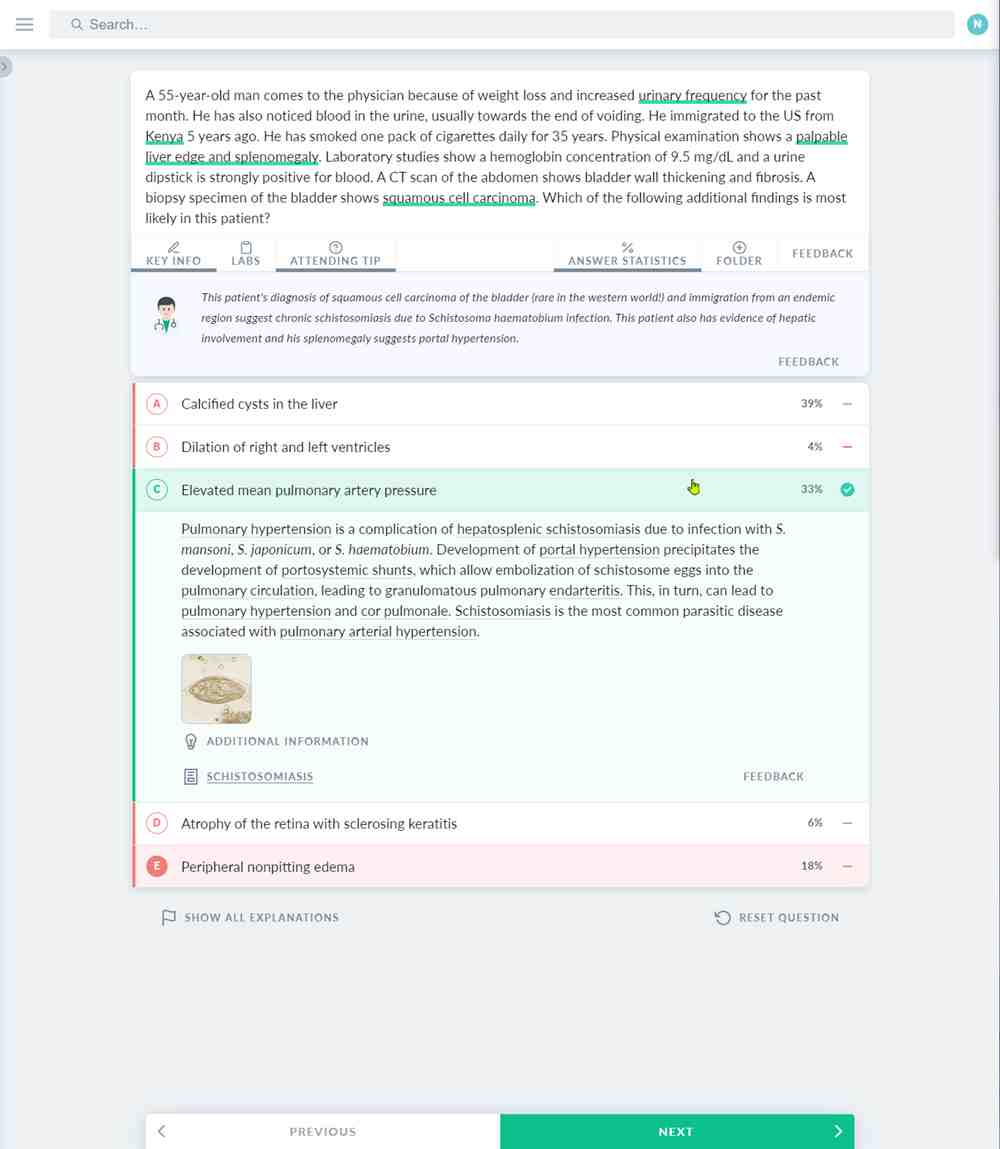 Search...
N
A 55-year-old man comes to the physician because of weight loss and increased urinary frequency for the past
month. He has also noticed blood in the urine, usually towards the end of voiding. He immigrated to the US from
Kenya 5 years ago. He has smoked one pack of cigarettes daily for 35 years. Physical examination shows a palpable
liver edge and splenomegaly. Laboratory studies show a hemoglobin concentration of 9.5 mg/dL and a urine
dipstick is strongly positive for blood. A CT scan of the abdomen shows bladder wall thickening and fibrosis. A
biopsy specimen of the bladder shows squamous cell carcinoma. Which of the following additional findings is most
likely in this patient?
KEY INFO LABS ATTENDING TIP ANSWER STATISTICS FOLDER FEEDBACK
This patient's diagnosis of squamous cell carcinoma of the bladder (rare in the western world!) and immigration from an endemic
region suggest chronic schistosomiasis due to Schistosoma haematobium infection. This patient also has evidence of hepatic
involvement and his splenomegaly suggests portal hypertension.
FEEDBACK
A Calcified cysts in the liver 39%
B Dilation of right and left ventricles 4%
C Elevated mean pulmonary artery pressure 33%
Pulmonary hypertension is a complication of hepatosplenic schistosomiasis due to infection with S.
mansoni, S. japonicum, or S. haematobium. Development of portal hypertension precipitates the
development of portosystemic shunts, which allow embolization of schistosome eggs into the
pulmonary circulation, leading to granulomatous pulmonary endarteritis. This, in turn, can lead to
pulmonary hypertension and cor pulmonale. Schistosomiasis is the most common parasitic disease
associated with pulmonary arterial hypertension.
ADDITIONAL INFORMATION
SCHISTOSOMIASIS FEEDBACK
D Atrophy of the retina with sclerosing keratitis 6%
E Peripheral nonpitting edema 18%
SHOW ALL EXPLANATIONS RESET QUESTION
PREVIOUS NEXT